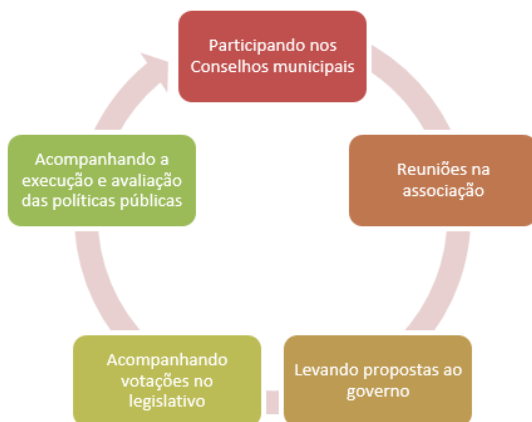 Participando nos
Conselhos municipais
Reuniões na
associação
Levando propostas ao
governo
Acompanhando
votações no
legislativo
Acompanhando a
execução e avaliação
das políticas públicas